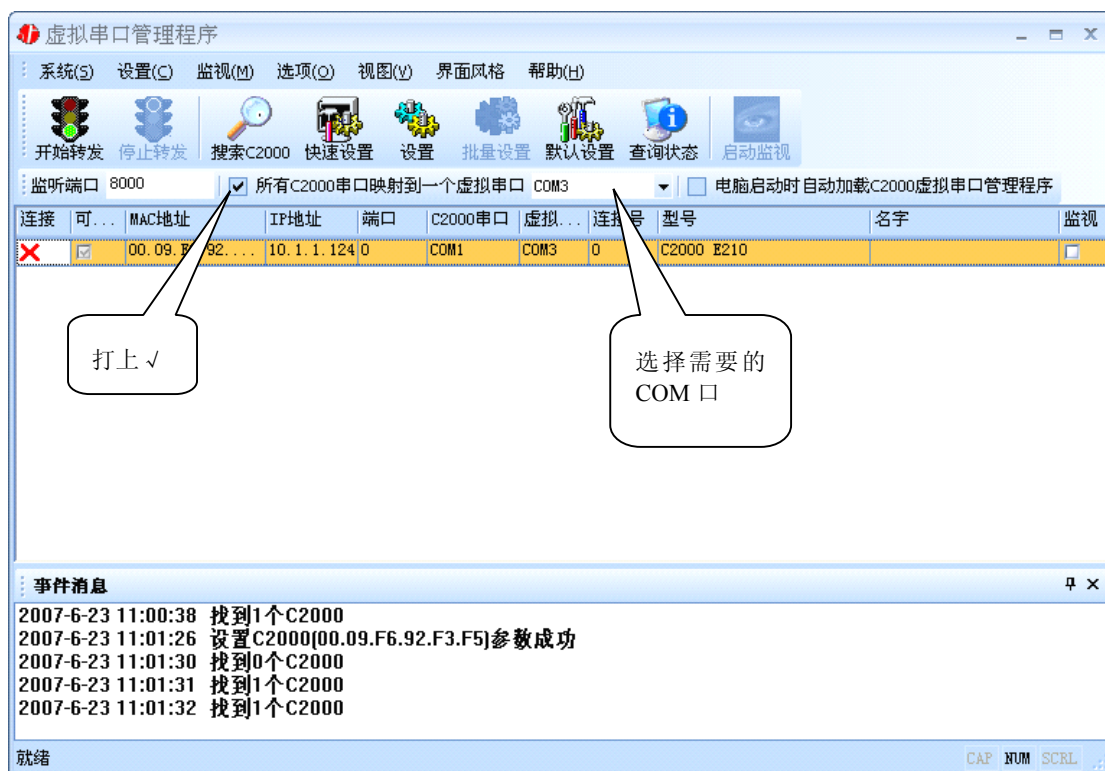 虚拟串口管理程序
系统(S) 设置(C) 监视(M) 选项(O) 视图(V) 界面风格 帮助(H)
开始转发 停止转发 搜索C2000 快速设置 设置 批量设置 默认设置 查询状态 启动监视
监听端口 8000 所有C2000串口映射到一个虚拟串口 COM3 电脑启动时自动加载C2000虚拟串口管理程序
连接 可... MAC地址 IP地址 端口 C2000串口 虚拟... 连接号 型号 名字 监视
00.09. 92.... 10.1.1.124 0 COM1 COM3 0 C2000 E210
打上√
选择需要的
COM 口
事件消息
2007-6-23 11:00:38 找到1个C2000
2007-6-23 11:01:26 设置C2000(00.09.F6.92.F3.F5)参数成功
2007-6-23 11:01:30 找到0个C2000
2007-6-23 11:01:31 找到1个C2000
2007-6-23 11:01:32 找到1个C2000
就绪 CAP NUM SCRL